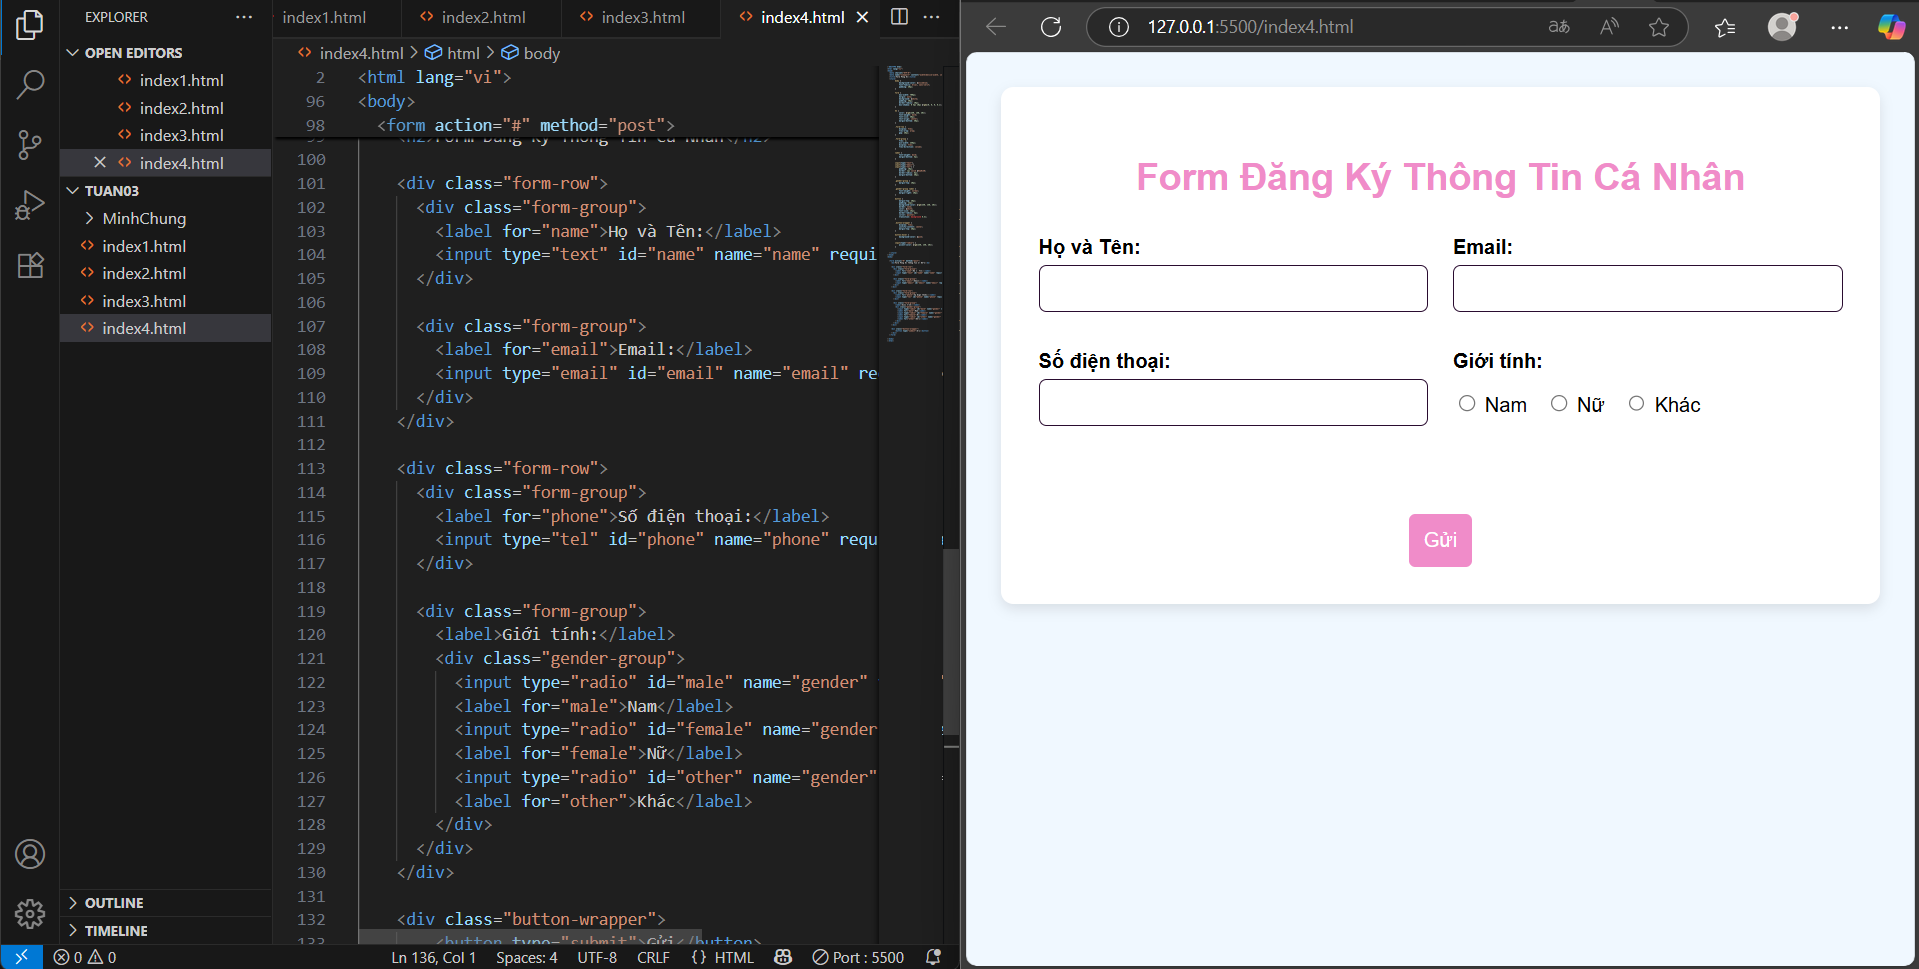 EXPLORER
OPEN EDITORS
index1.html
index2.html
index3.html
index4.html
TUAN03
MinhChung
index1.html
index2.html
index3.html
index4.html
OUTLINE
TIMELINE
index1.html index2.html index3.html index4.html
index4.html html body
2 <html lang="vi">
96 <body>
98 <form action="#" method="post">
100
101 <div class="form-row">
102 <div class="form-group">
103 <label for="name">Họ và Tên:</label>
104 <input type="text" id="name" name="name" requi
105 </div>
106
107 <div class="form-group">
108 <label for="email">Email:</label>
109 <input type="email" id="email" name="email" re
110 </div>
111 </div>
112
113 <div class="form-row">
114 <div class="form-group">
115 <label for="phone">Số điện thoại:</label>
116 <input type="tel" id="phone" name="phone" requ
117 </div>
118
119 <div class="form-group">
120 <label>Giới tính:</label>
121 <div class="gender-group">
122 <input type="radio" id="male" name="gender"
123 <label for="male">Nam</label>
124 <input type="radio" id="female" name="gender
125 <label for="female">Nữ</label>
126 <input type="radio" id="other" name="gender"
127 <label for="other">Khác</label>
128 </div>
129 </div>
130 </div>
131
132 <div class="button-wrapper">
133 <button type="submit">Gửi</button>
0 0 Ln 136, Col 1 Spaces: 4 UTF-8 CRLF {} HTML Port : 5500
127.0.0.1:5500/index4.html
Form Đăng Ký Thông Tin Cá Nhân
Họ và Tên: Email:
Số điện thoại: Giới tính:
Nam Nữ Khác
Gửi